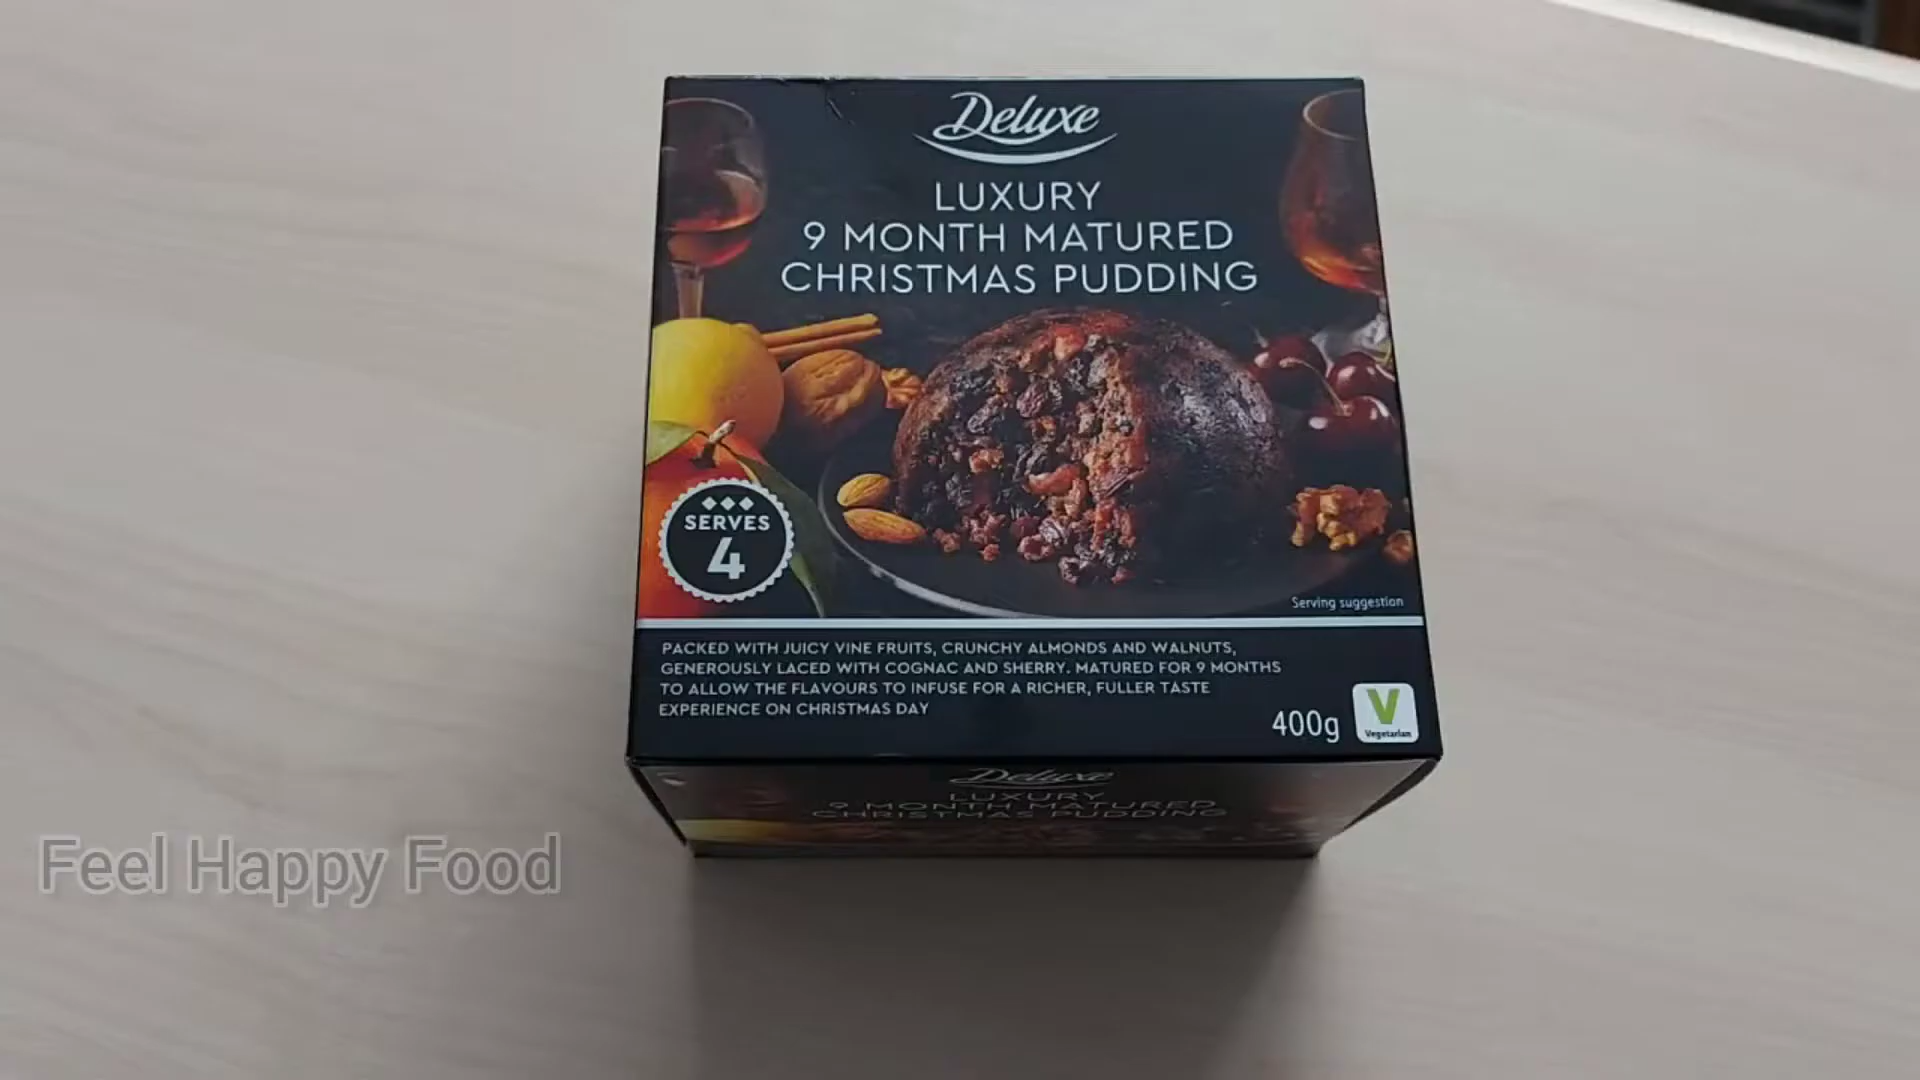 Deluxe
LUXURY
9 MONTH MATURED
CHRISTMAS PUDDING
SERVES
4
Serving suggestion
PACKED WITH JUICY VINE FRUITS, CRUNCHY ALMONDS AND WALNUTS,
GENEROUSLY LACED WITH COGNAC AND SHERRY. MATURED FOR 9 MONTHS
TO ALLOW THE FLAVOURS TO INFUSE FOR A RICHER, FULLER TASTE
EXPERIENCE ON CHRISTMAS DAY
400g
V
Vegetarian
Deluxe
LUXURY
9 MONTH MATURED
CHRISTMAS PUDDING
Feel Happy Food